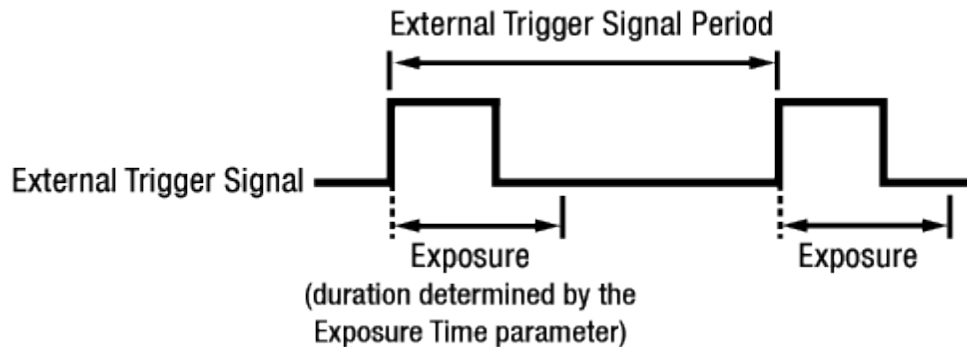 External Trigger Signal Period
External Trigger Signal
Exposure
(duration determined by the
Exposure Time parameter)
Exposure